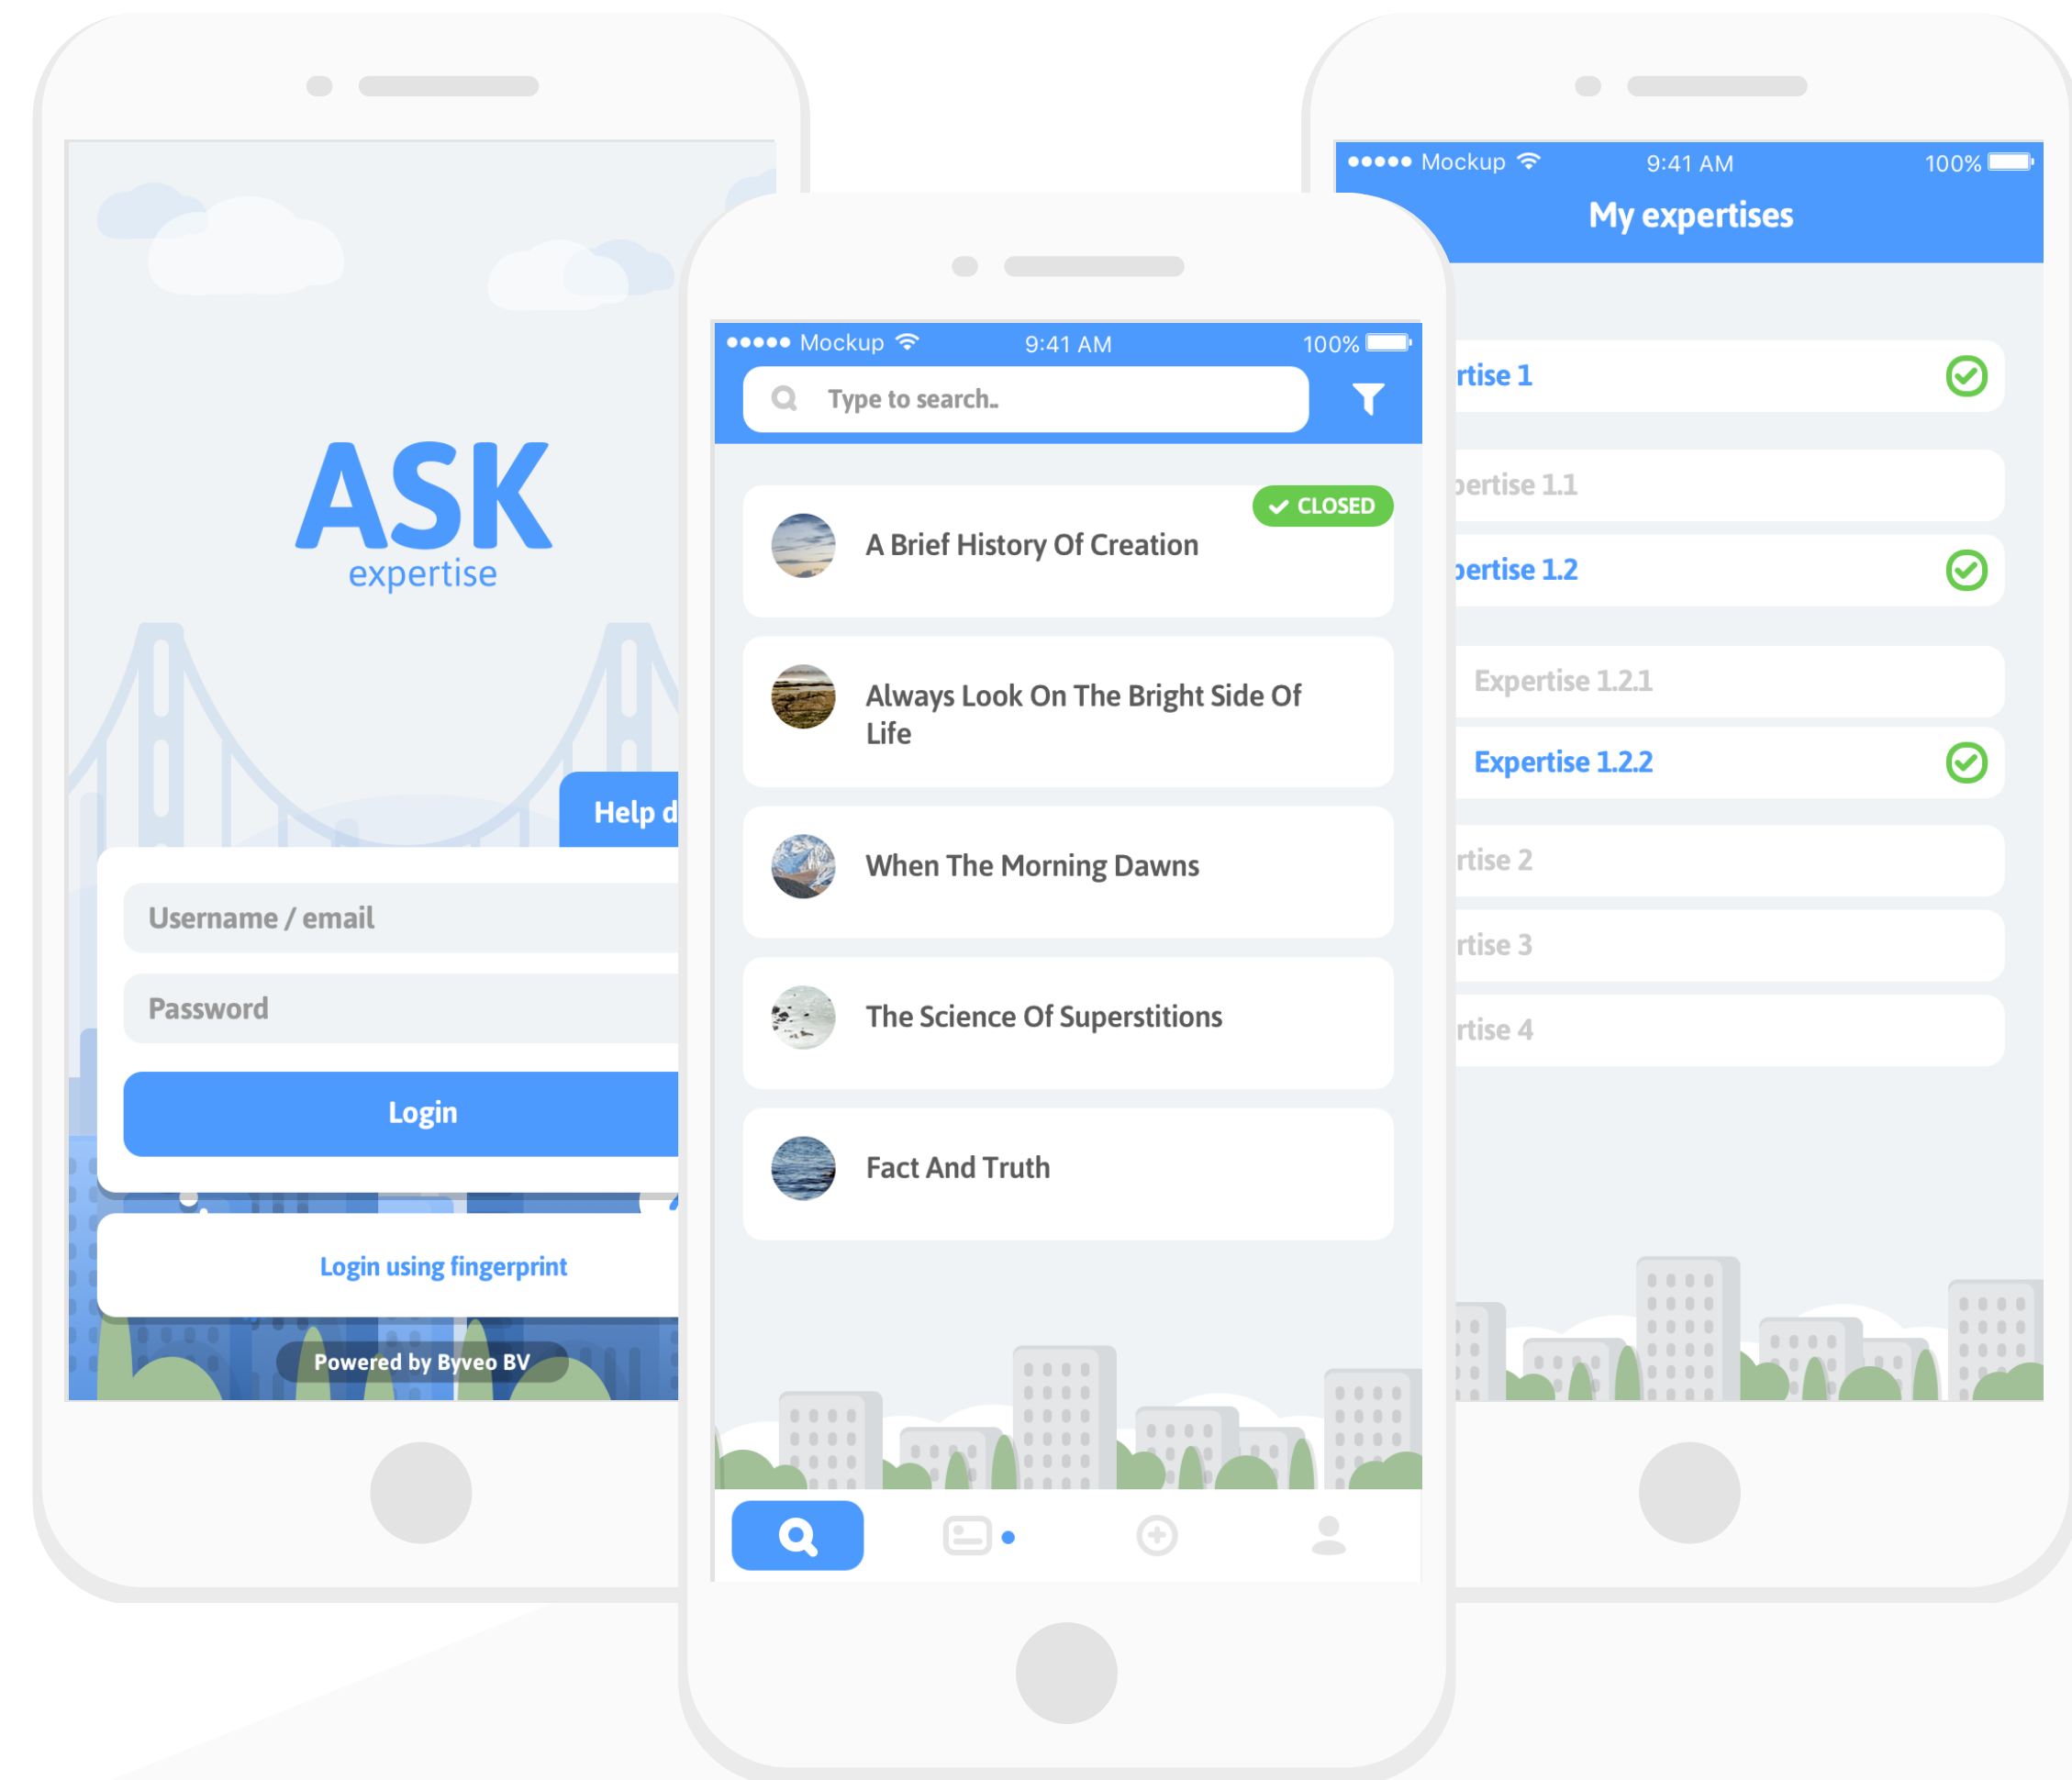 ASK
expertise
Help
Username / email
Password
Login
Login using fingerprint
Powered by Byveo BV
Mockup 9:41 AM 100%
Type to search..
CLOSED
A Brief History Of Creation
Always Look On The Bright Side Of
Life
When The Morning Dawns
The Science Of Superstitions
Fact And Truth
Mockup 9:41 AM 100%
My expertises
rtise 1
pertise 1.1
pertise 1.2
Expertise 1.2.1
Expertise 1.2.2
rtise 2
rtise 3
rtise 4